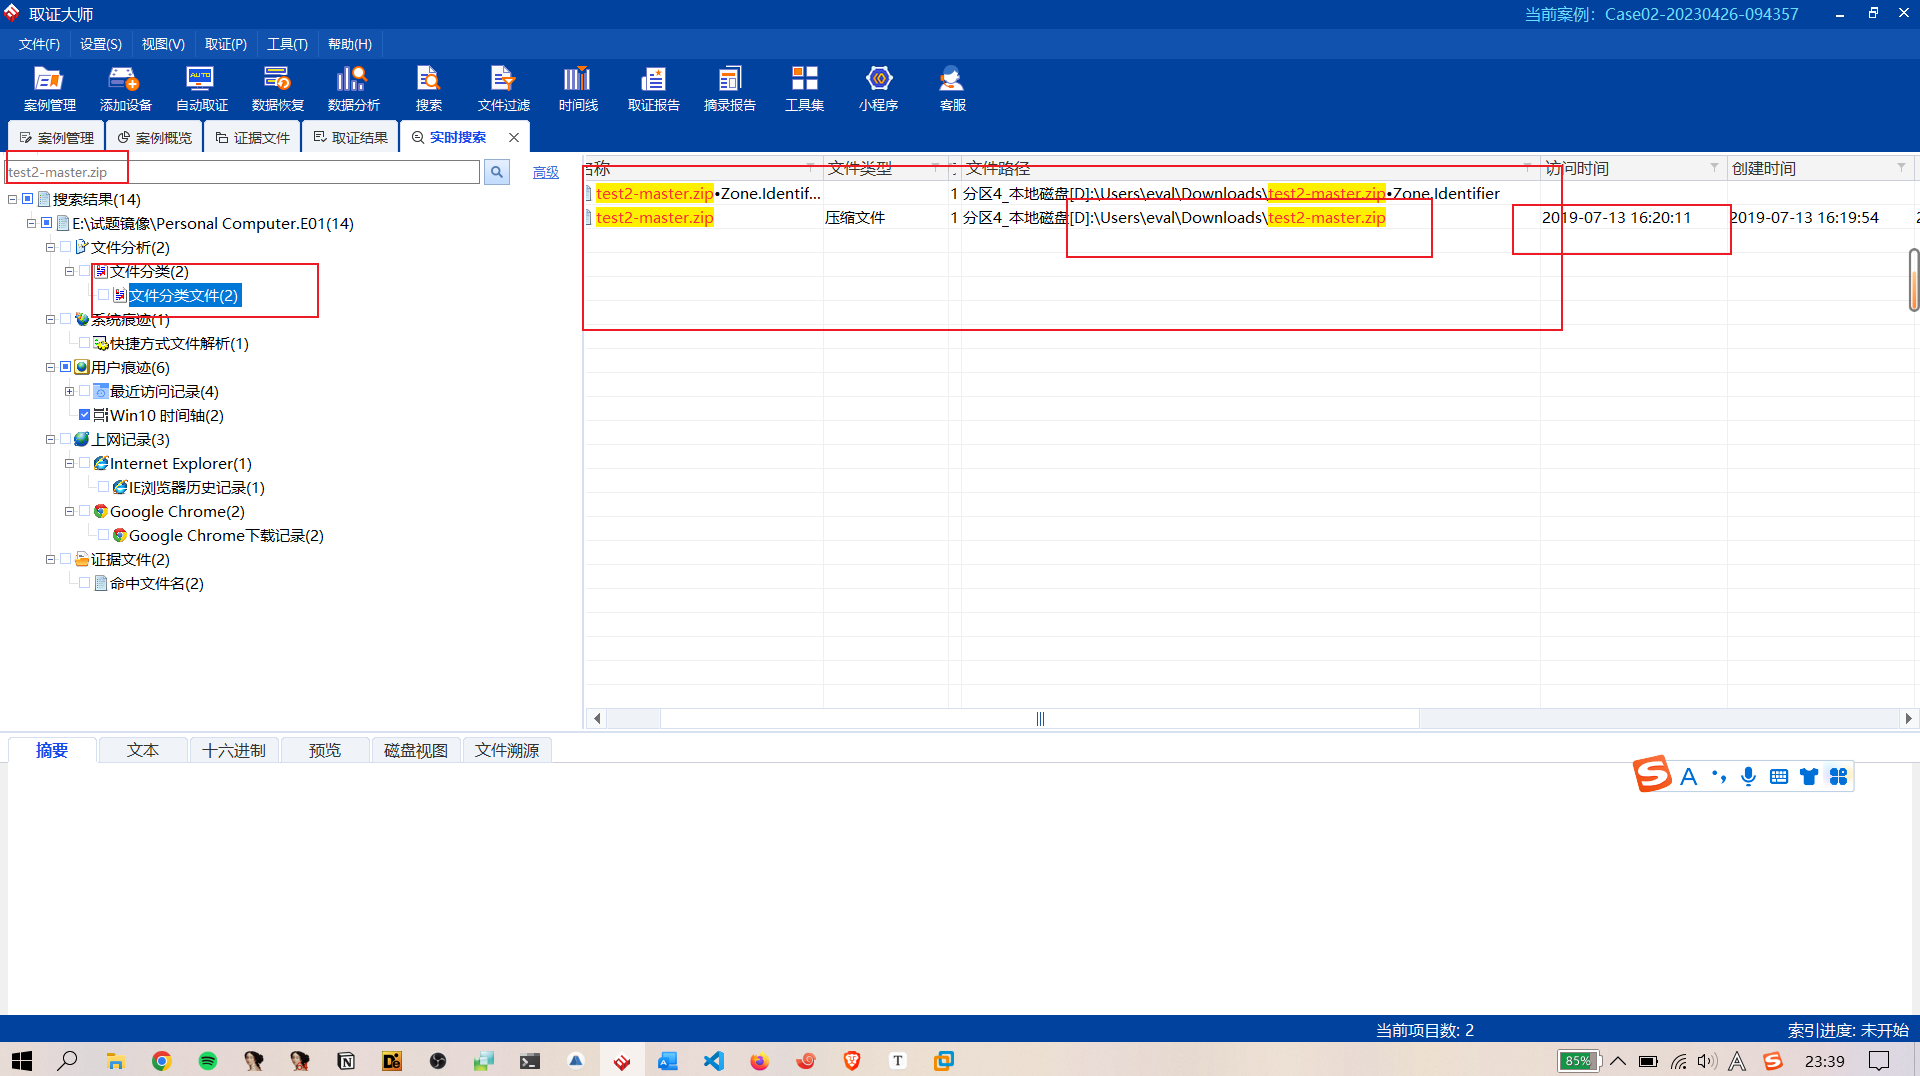 取证大师
当前案例：Case02-20230426-094357
文件(F) 设置(S) 视图(V) 取证(P) 工具(T) 帮助(H)
案例管理 添加设备 自动取证 数据恢复 数据分析 搜索 文件过滤 时间线 取证报告 摘录报告 工具集 小程序 客服
案例管理 案例概览 证据文件 取证结果 实时搜索
test2-master.zip 高级
搜索结果(14)
E:\试题镜像\Personal Computer.E01(14)
文件分析(2)
文件分类(2)
文件分类文件(2)
系统痕迹(1)
快捷方式文件解析(1)
用户痕迹(6)
最近访问记录(4)
Win10 时间轴(2)
上网记录(3)
Internet Explorer(1)
IE浏览器历史记录(1)
Google Chrome(2)
Google Chrome下载记录(2)
证据文件(2)
命中文件名(2)
名称 文件类型 文件路径 访问时间 创建时间
test2-master.zip•Zone.Identif... 1 分区4_本地磁盘[D]:\Users\eval\Downloads\test2-master.zip•Zone.Identifier
test2-master.zip 压缩文件 1 分区4_本地磁盘[D]:\Users\eval\Downloads\test2-master.zip 2019-07-13 16:20:11 2019-07-13 16:19:54 2
摘要 文本 十六进制 预览 磁盘视图 文件溯源
当前项目数: 2 索引进度: 未开始
85% 23:39